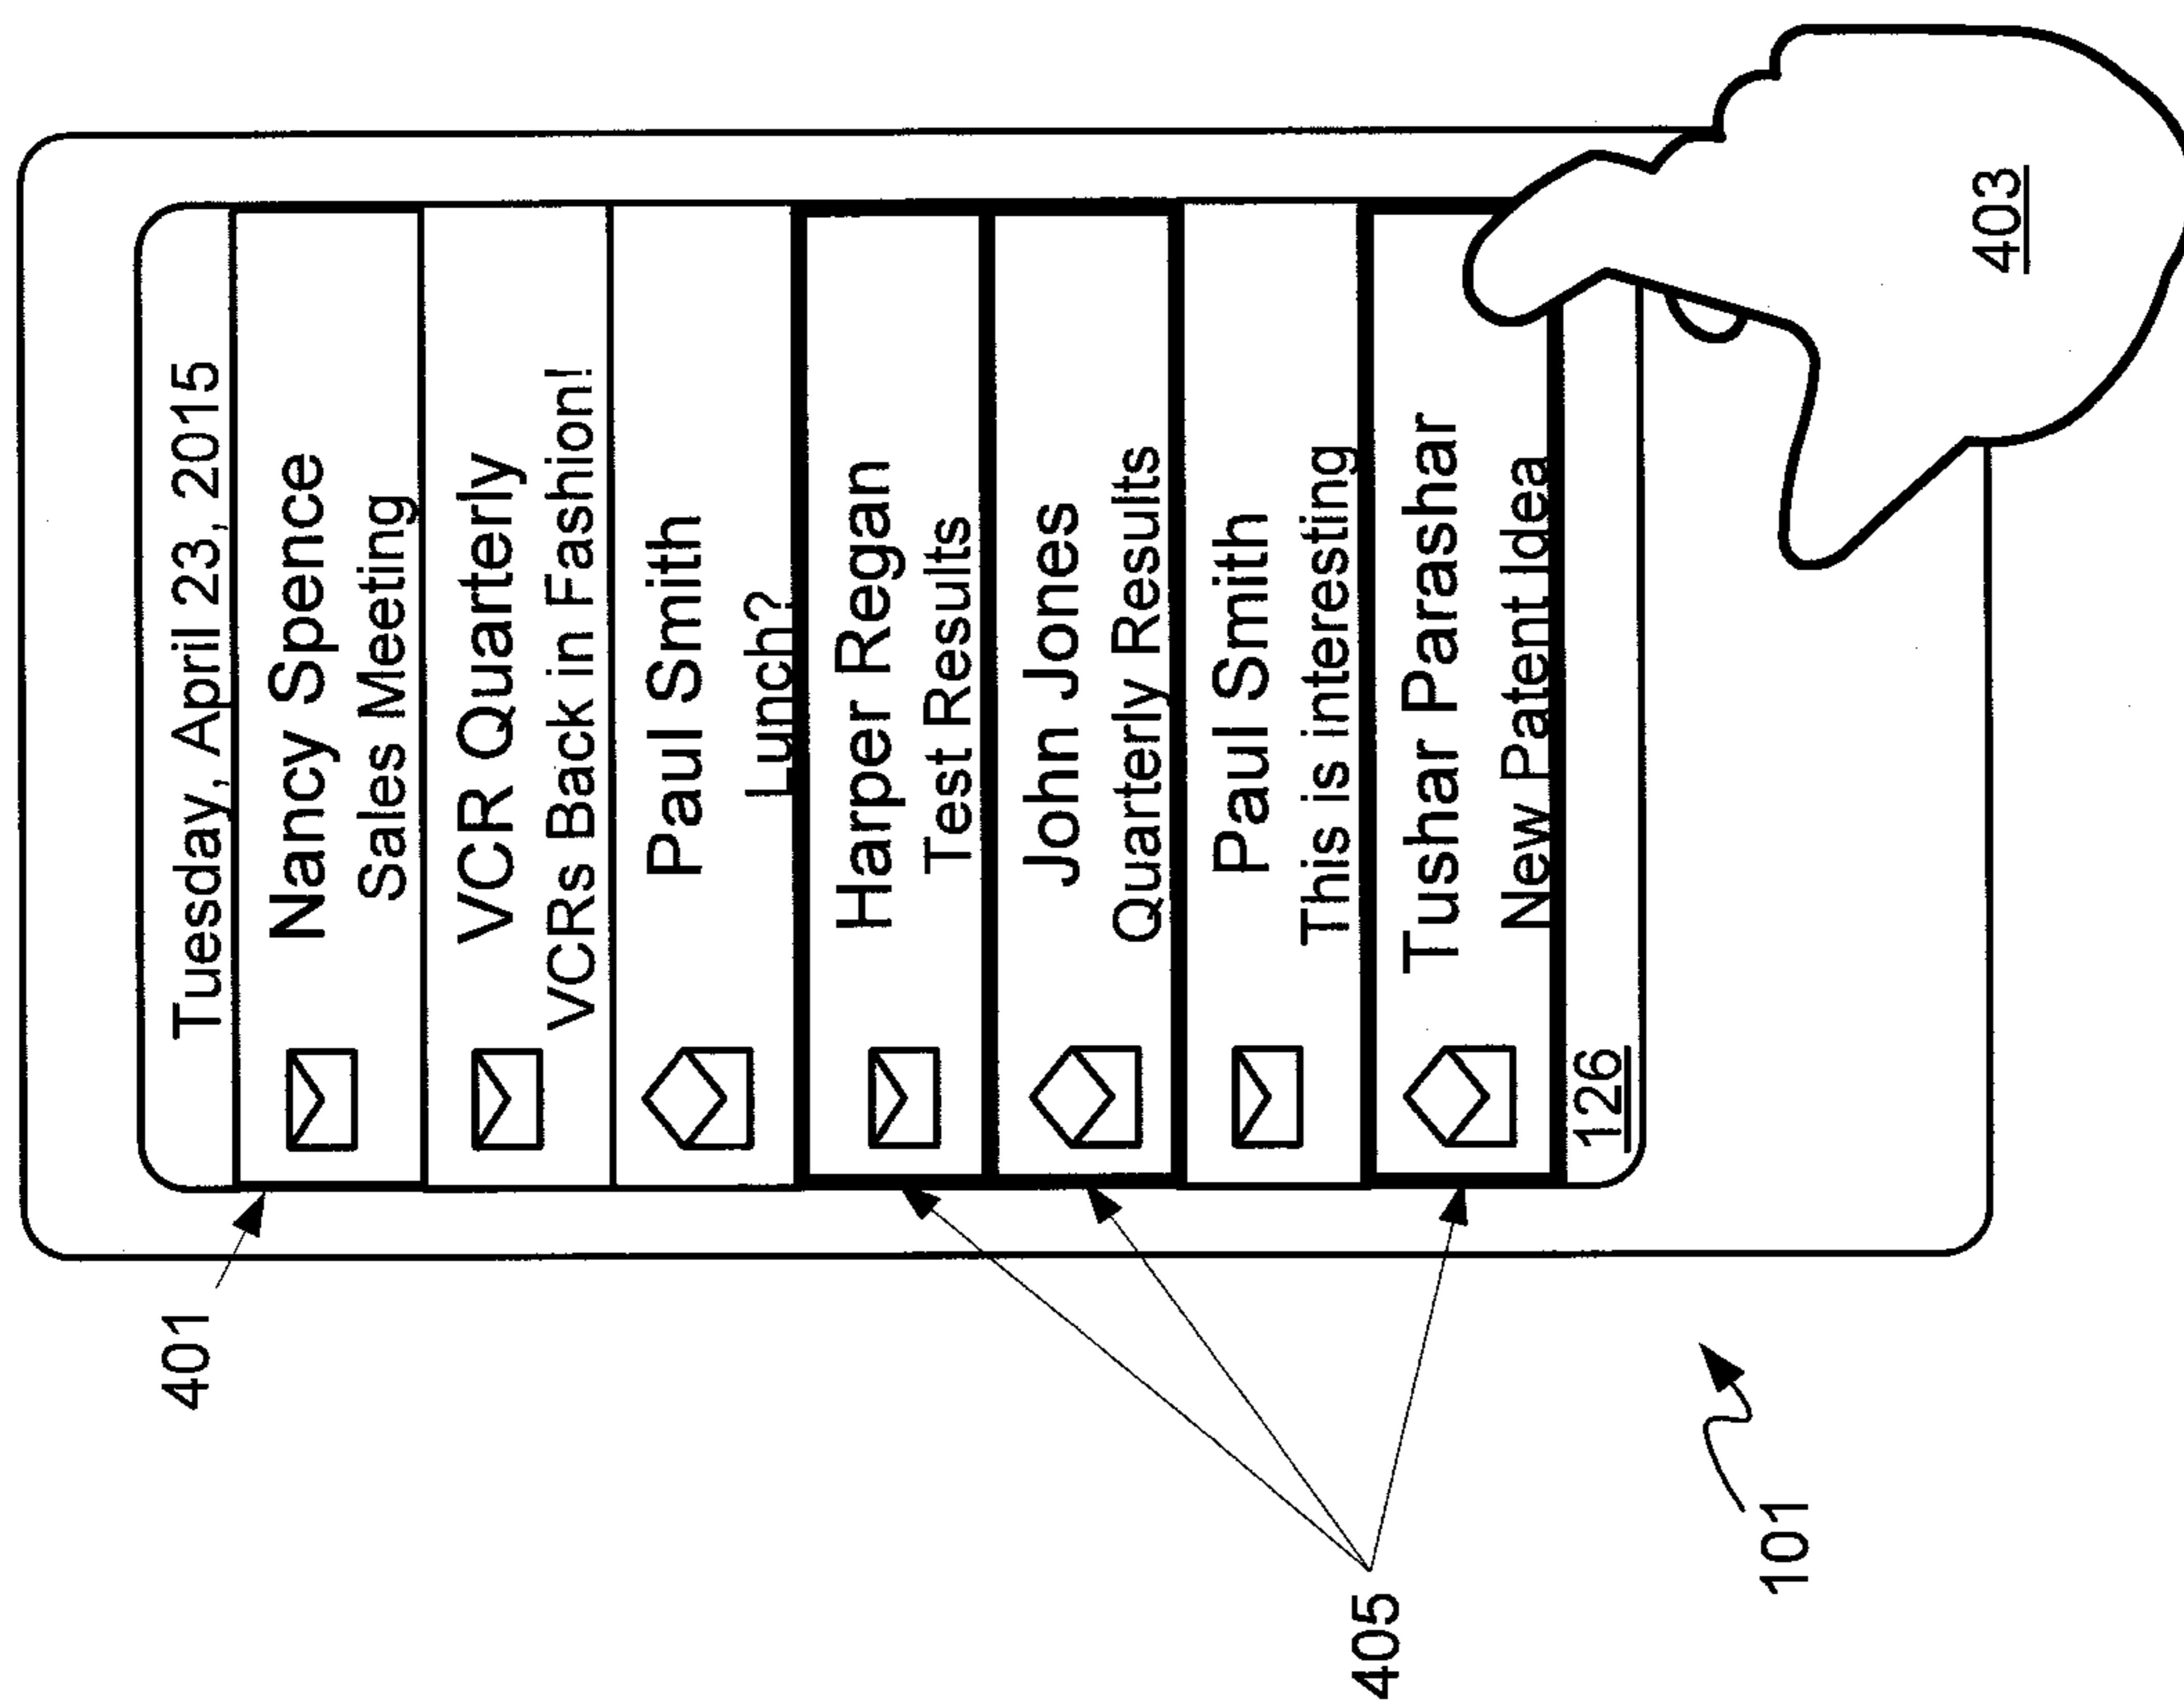 401
Tuesday, April 23, 2015
Nancy Spence
Sales Meeting
VCR Quarterly
VCRs Back in Fashion!
Paul Smith
Lunch?
Harper Regan
Test Results
John Jones
Quarterly Results
Paul Smith
This is interesting
Tushar Parashar
New Patent Idea
126
403
405
101